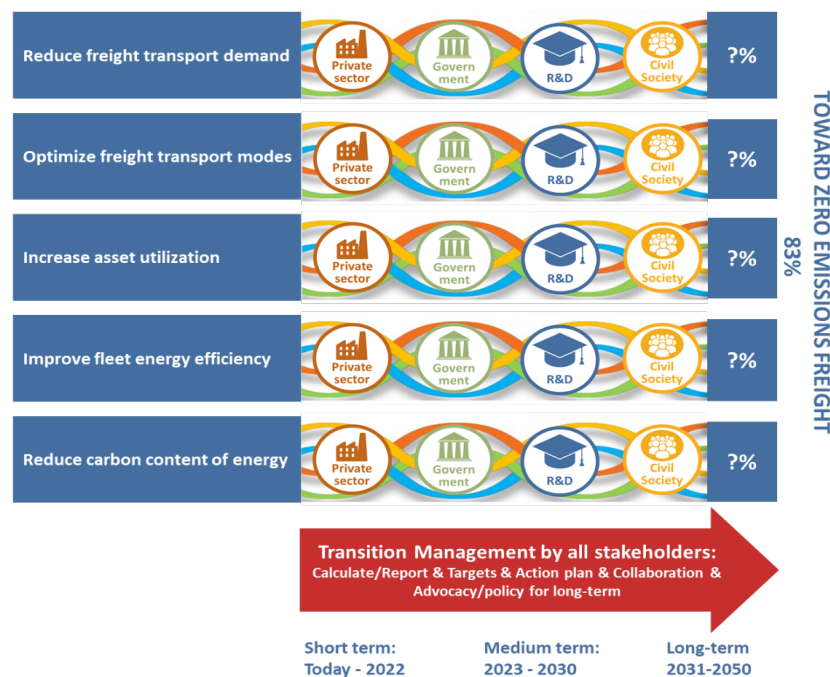 Reduce freight transport demand
Private
sector
Govern
ment
R&D
Civil
Society
?%
Optimize freight transport modes
Private
sector
Govern
ment
R&D
Civil
Society
?%
Increase asset utilization
Private
sector
Govern
ment
R&D
Civil
Society
?%
Improve fleet energy efficiency
Private
sector
Govern
ment
R&D
Civil
Society
?%
Reduce carbon content of energy
Private
sector
Govern
ment
R&D
Civil
Society
?%
TOWARD ZERO EMISSIONS FREIGHT
83%
Transition Management by all stakeholders:
Calculate/Report & Targets & Action plan & Collaboration &
Advocacy/policy for long-term
Short term:
Today - 2022
Medium term:
2023 - 2030
Long-term
2031-2050